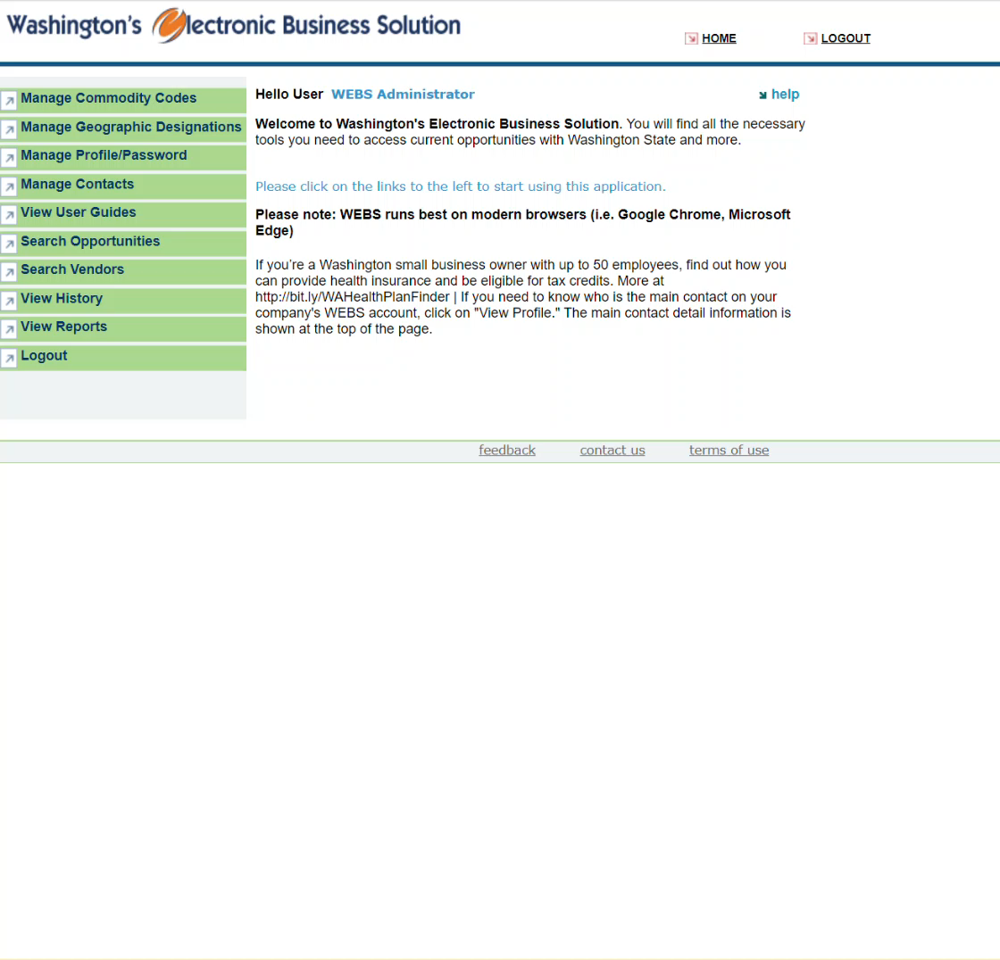 Washington's Electronic Business Solution
HOME
LOGOUT
Manage Commodity Codes
Manage Geographic Designations
Manage Profile/Password
Manage Contacts
View User Guides
Search Opportunities
Search Vendors
View History
View Reports
Logout
Hello User WEBS Administrator
help
Welcome to Washington's Electronic Business Solution. You will find all the necessary
tools you need to access current opportunities with Washington State and more.
Please click on the links to the left to start using this application.
Please note: WEBS runs best on modern browsers (i.e. Google Chrome, Microsoft
Edge)
If you're a Washington small business owner with up to 50 employees, find out how you
can provide health insurance and be eligible for tax credits. More at
http://bit.ly/WAHealthPlanFinder | If you need to know who is the main contact on your
company's WEBS account, click on "View Profile." The main contact detail information is
shown at the top of the page.
feedback
contact us
terms of use